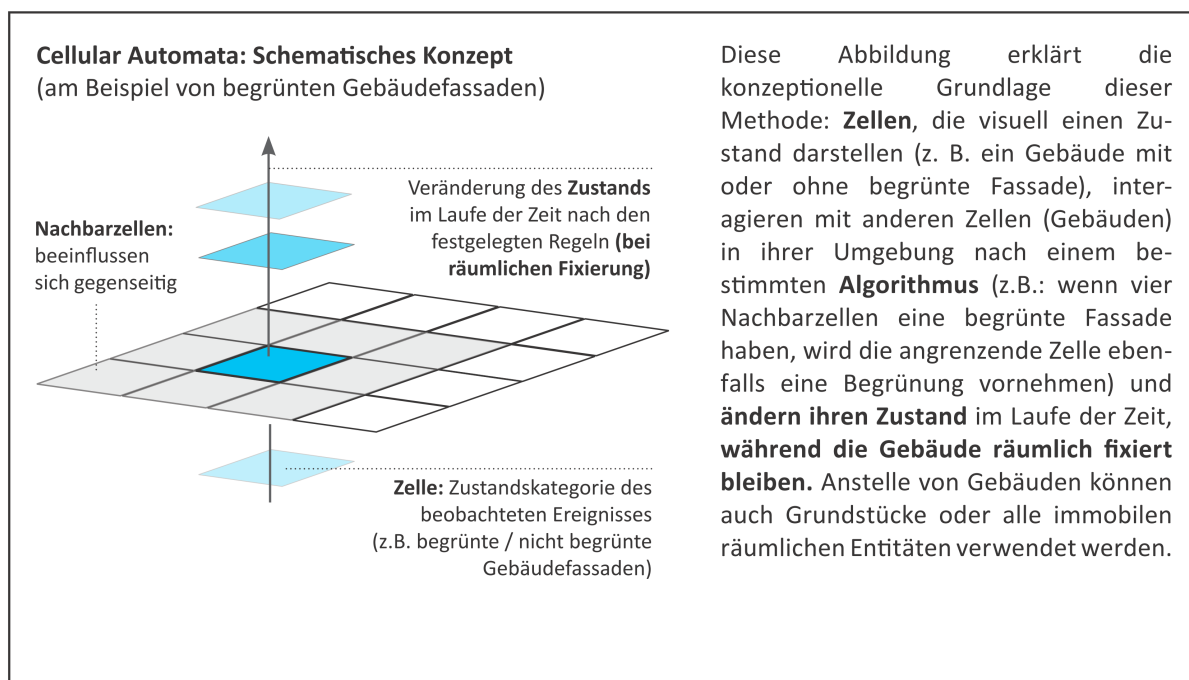 Cellular Automata: Schematisches Konzept
(am Beispiel von begrünten Gebäudefassaden)
Veränderung des Zustands
im Laufe der Zeit nach den
festgelegten Regeln (bei
räumlichen Fixierung)
Nachbarzellen:
beeinflussen
sich gegenseitig
Zelle: Zustandskategorie des
beobachteten Ereignisses
(z.B. begrünte / nicht begrünte
Gebäudefassaden)
Diese Abbildung erklärt die
konzeptionelle Grundlage dieser
Methode: Zellen, die visuell einen Zu-
stand darstellen (z. B. ein Gebäude mit
oder ohne begrünte Fassade), inter-
agieren mit anderen Zellen (Gebäuden)
in ihrer Umgebung nach einem be-
stimmten Algorithmus (z.B.: wenn vier
Nachbarzellen eine begrünte Fassade
haben, wird die angrenzende Zelle eben-
falls eine Begrünung vornehmen) und
ändern ihren Zustand im Laufe der Zeit,
während die Gebäude räumlich fixiert
bleiben. Anstelle von Gebäuden können
auch Grundstücke oder alle immobilen
räumlichen Entitäten verwendet werden.